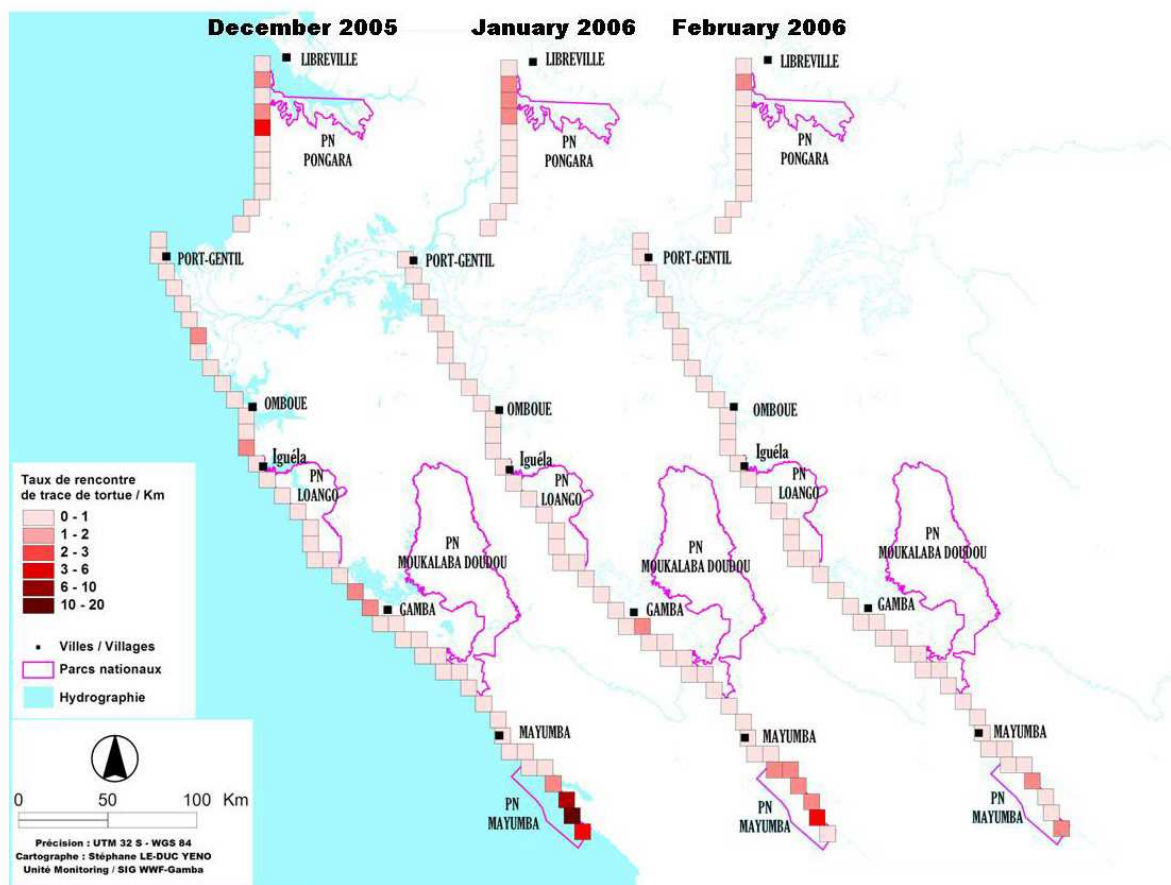 December 2005
January 2006
February 2006
LIBREVILLE
LIBREVILLE
LIBREVILLE
PN
PONGARA
PN
PONGARA
PN
PONGARA
PORT-GENTIL
PORT-GENTIL
PORT-GENTIL
OMBOUE
OMBOUE
OMBOUE
Iguéla
Iguéla
Iguéla
PN
LOANGO
PN
LOANGO
PN
LOANGO
PN
MOUKALABA DOUDOU
PN
MOUKALABA DOUDOU
PN
MOUKALABA DOUDOU
GAMBA
GAMBA
GAMBA
MAYUMBA
MAYUMBA
MAYUMBA
PN
MAYUMBA
PN
MAYUMBA
PN
MAYUMBA
Taux de rencontre
de trace de tortue / Km
0 - 1
1 - 2
2 - 3
3 - 6
6 - 10
10 - 20
Villes / Villages
Parcs nationaux
Hydrographie
0 50 100 Km
Précision : UTM 32 S - WGS 84
Cartographe : Stéphane LE-DUC YENO
Unité Monitoring / SIG WWF-Gamba